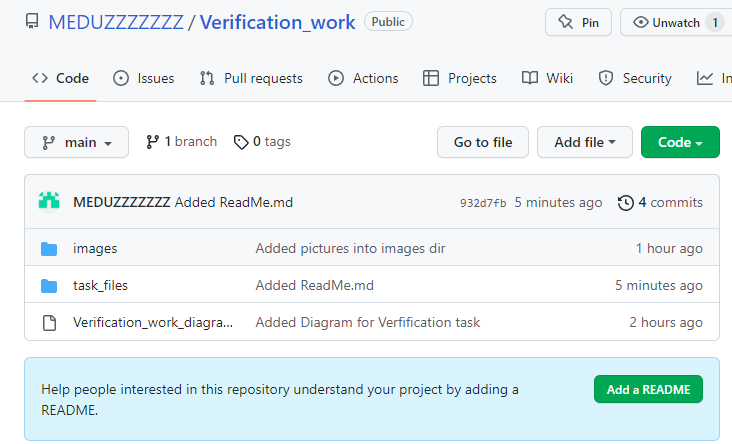 MEDUZZZZZZZ / Verification_work Public Pin Unwatch 1
Code Issues Pull requests Actions Projects Wiki Security In
main 1 branch 0 tags Go to file Add file Code
MEDUZZZZZZZ Added ReadMe.md 932d7fb 5 minutes ago 4 commits
images Added pictures into images dir 1 hour ago
task_files Added ReadMe.md 5 minutes ago
Verification_work_diagra... Added Diagram for Verfification task 2 hours ago
Help people interested in this repository understand your project by adding a
README.
Add a README